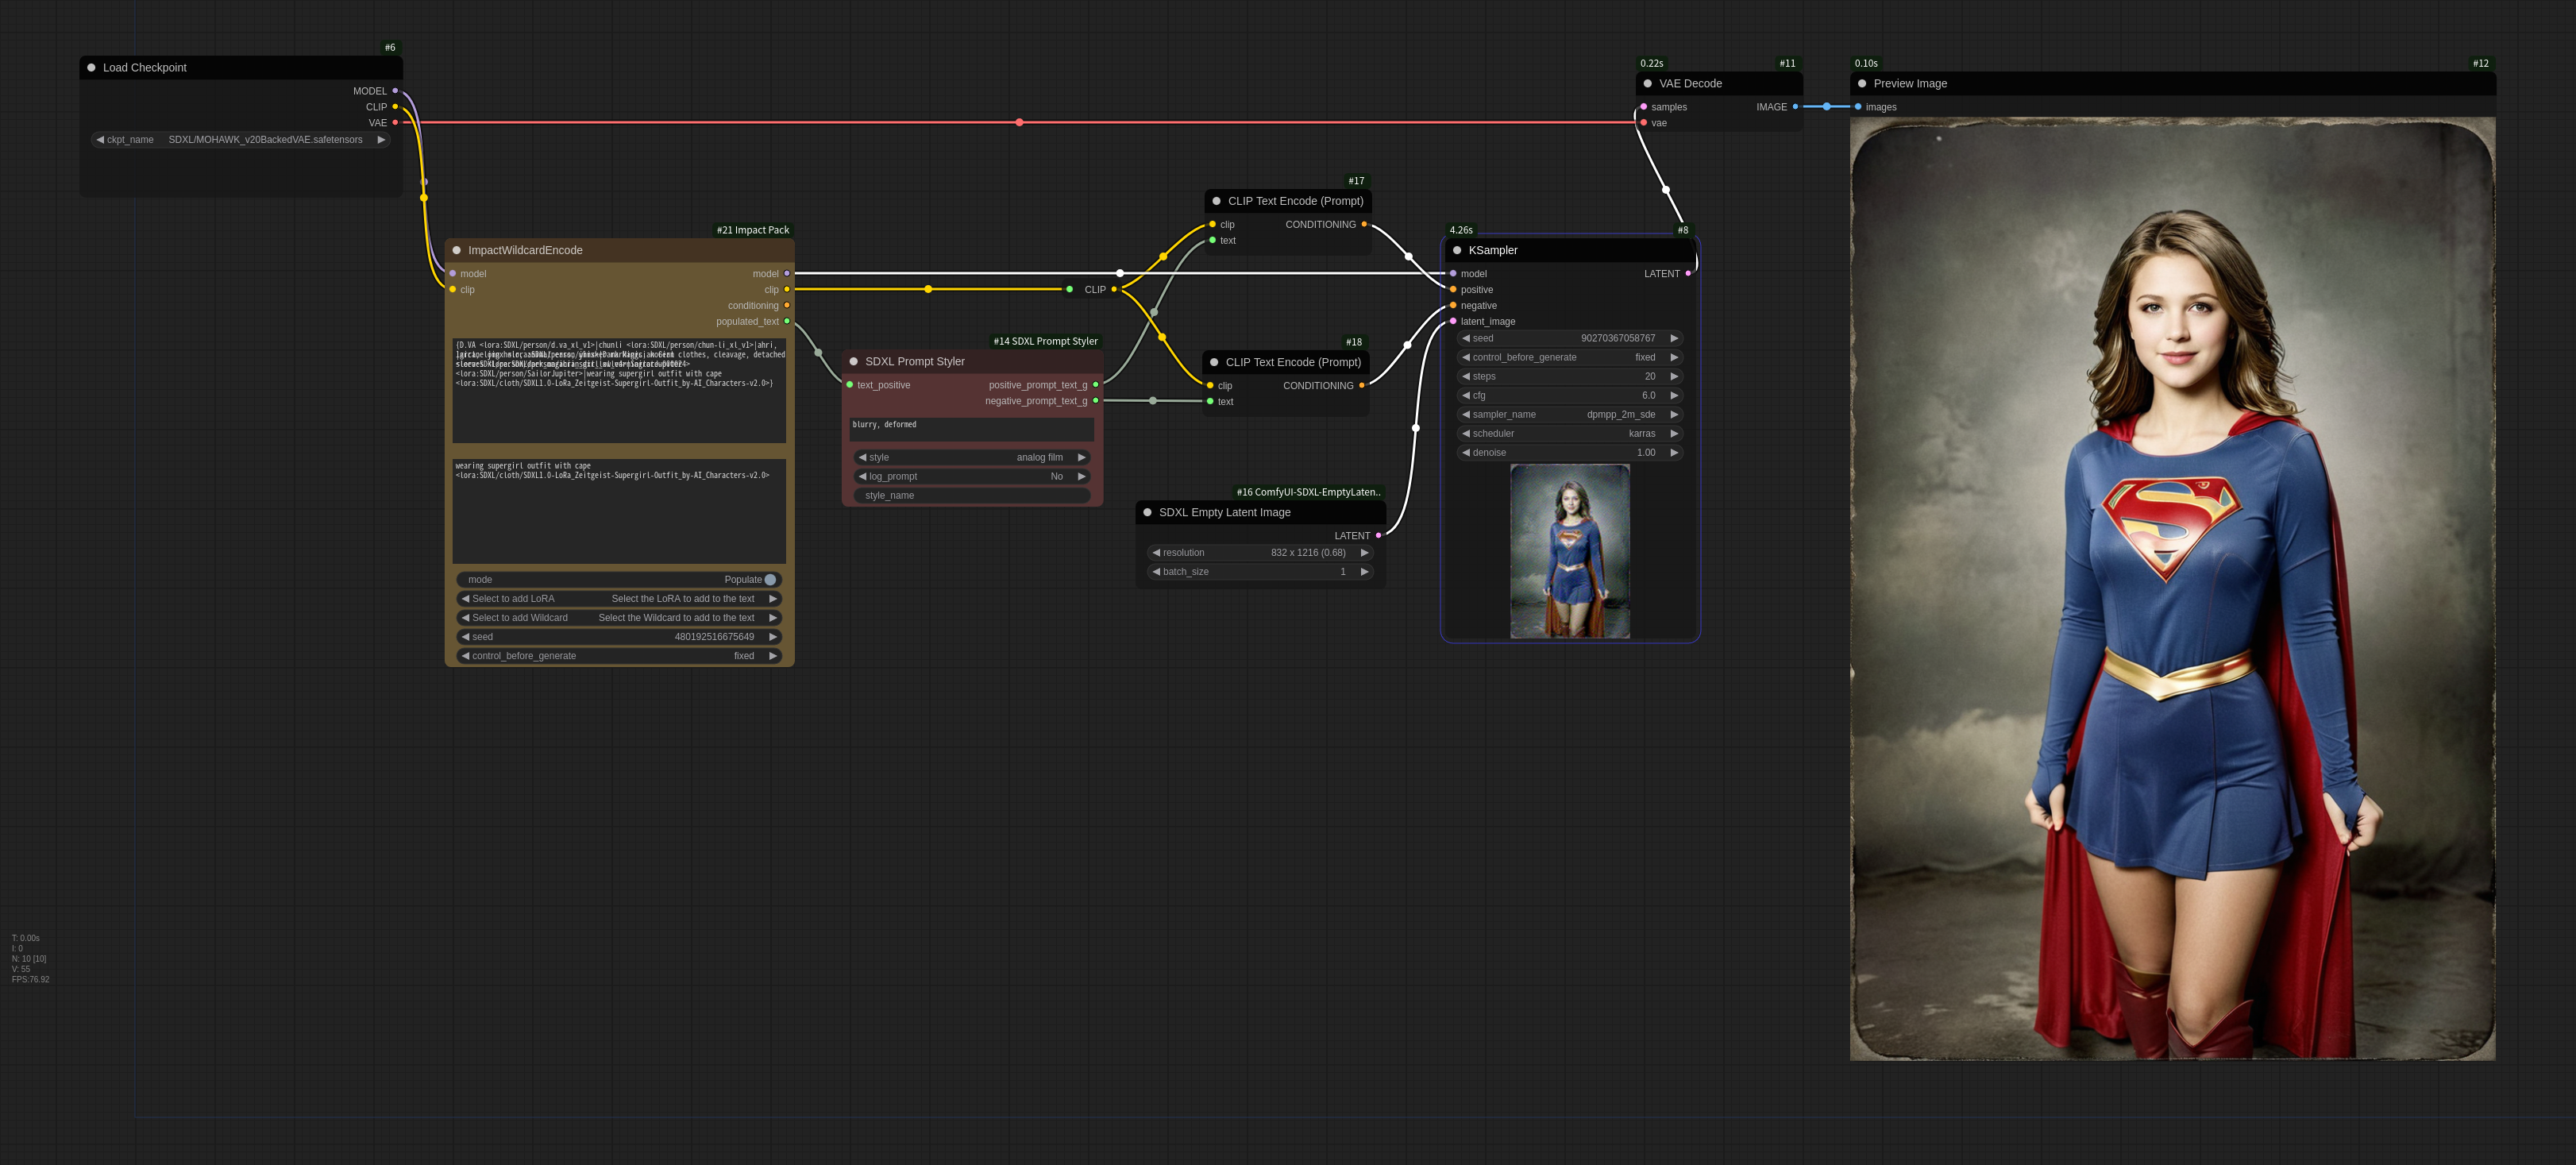 #6
Load Checkpoint
MODEL
CLIP
VAE
ckpt_name SDXL/MOHAWK_v20BackedVAE.safetensors
#21 Impact Pack
ImpactWildcardEncode
model model
clip clip
conditioning
populated_text
{D.VA <lora:SDXL/person/d.va_xl_v1>|chunli <lora:SDXL/person/chun-li_xl_v1>|ahri,
clothes, cleavage, detached
<lora:SDXL/person/SailorJupiter>|wearing supergirl outfit with cape
<lora:SDXL/cloth/SDXL1.0-LoRa_Zeitgeist-Supergirl-Outfit_by-AI_Characters-v2.0>}
wearing supergirl outfit with cape
<lora:SDXL/cloth/SDXL1.0-LoRa_Zeitgeist-Supergirl-Outfit_by-AI_Characters-v2.0>
mode Populate
Select to add LoRA Select the LoRA to add to the text
Select to add Wildcard Select the Wildcard to add to the text
seed 480192516675649
control_before_generate fixed
#14 SDXL Prompt Styler
SDXL Prompt Styler
text_positive positive_prompt_text_g
negative_prompt_text_g
blurry, deformed
style analog film
log_prompt No
style_name
CLIP
#17
CLIP Text Encode (Prompt)
clip CONDITIONING
text
#18
CLIP Text Encode (Prompt)
clip CONDITIONING
text
#16 ComfyUI-SDXL-EmptyLaten..
SDXL Empty Latent Image
LATENT
resolution 832 x 1216 (0.68)
batch_size 1
4.26s #8
KSampler
model LATENT
positive
negative
latent_image
seed 90270367058767
control_before_generate fixed
steps 20
cfg 6.0
sampler_name dpmpp_2m_sde
scheduler karras
denoise 1.00
0.22s #11
VAE Decode
samples IMAGE
vae
0.10s #12
Preview Image
images
T: 0.00s
I: 0
N: 10 [10]
V: 55
FPS:76.92